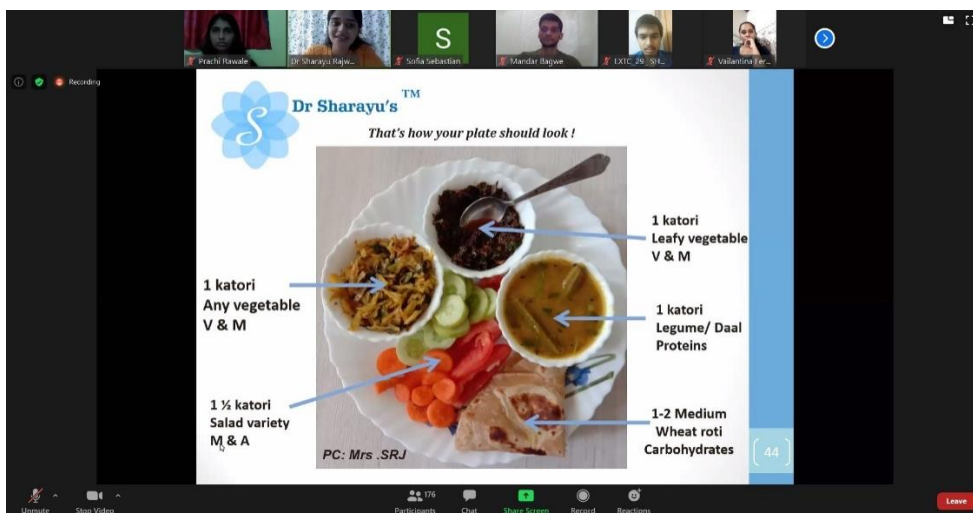 S
Prachi Rawale
Dr Sharayu Rajw...
Sofia Sebastian
Mandar Bagwe
EXTC_29_SH...
Vailantina Fer...
Recording
S
Dr Sharayu's TM
That's how your plate should look !
1 katori
Leafy vegetable
V & M
1 katori
Any vegetable
V & M
1 katori
Legume/ Daal
Proteins
1 ½ katori
Salad variety
M & A
1-2 Medium
Wheat roti
Carbohydrates
PC: Mrs .SRJ
44
Unmute
Stop Video
176
Participants
Chat
Share Screen
Record
Reactions
Leave